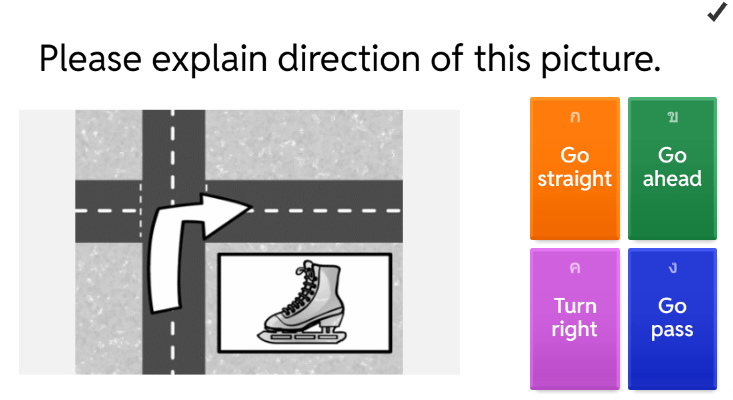 Please explain direction of this picture.
ก
Go
straight
ข
Go
ahead
ค
Turn
right
ง
Go
pass